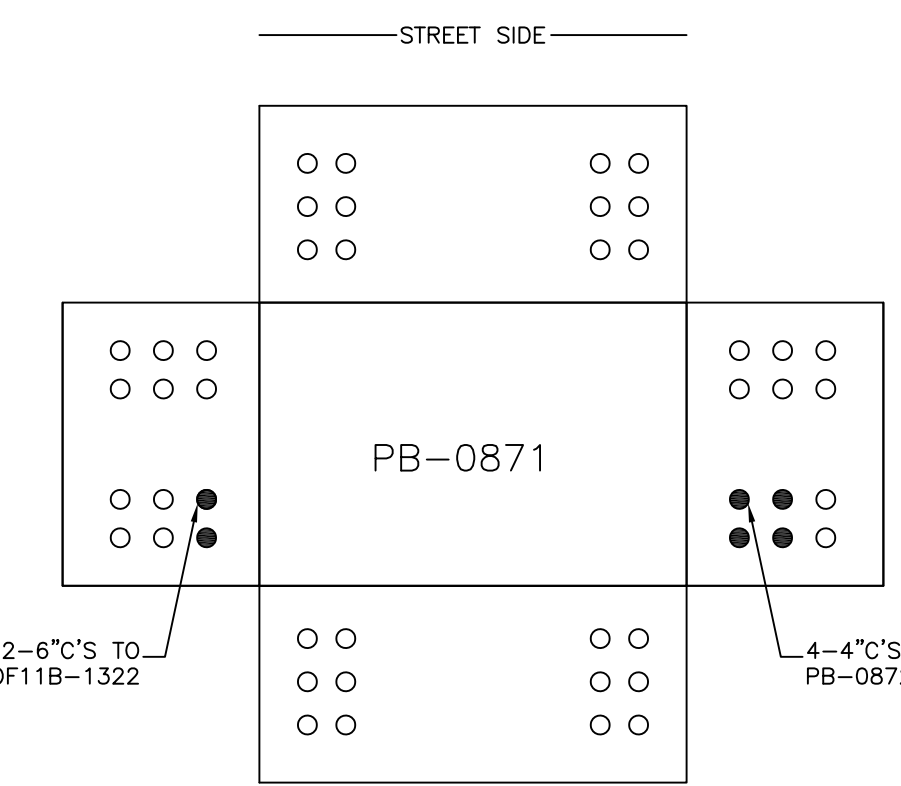 STREET SIDE
PB-0871
2-6"C'S TO
F11B-1322
4-4"C'S
PB-087